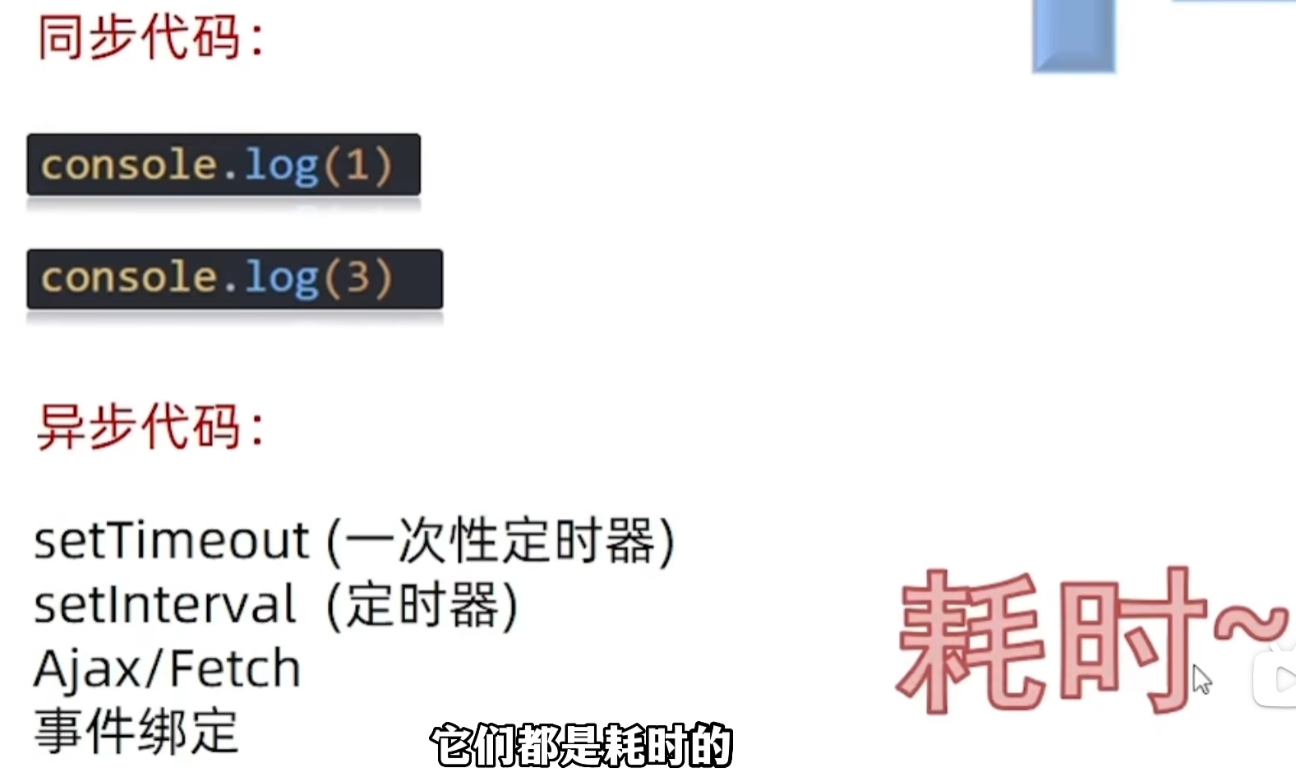 同步代码：
console.log(1)
console.log(3)
异步代码：
setTimeout (一次性定时器)
setInterval (定时器)
Ajax/Fetch
事件绑定
耗时~
它们都是耗时的